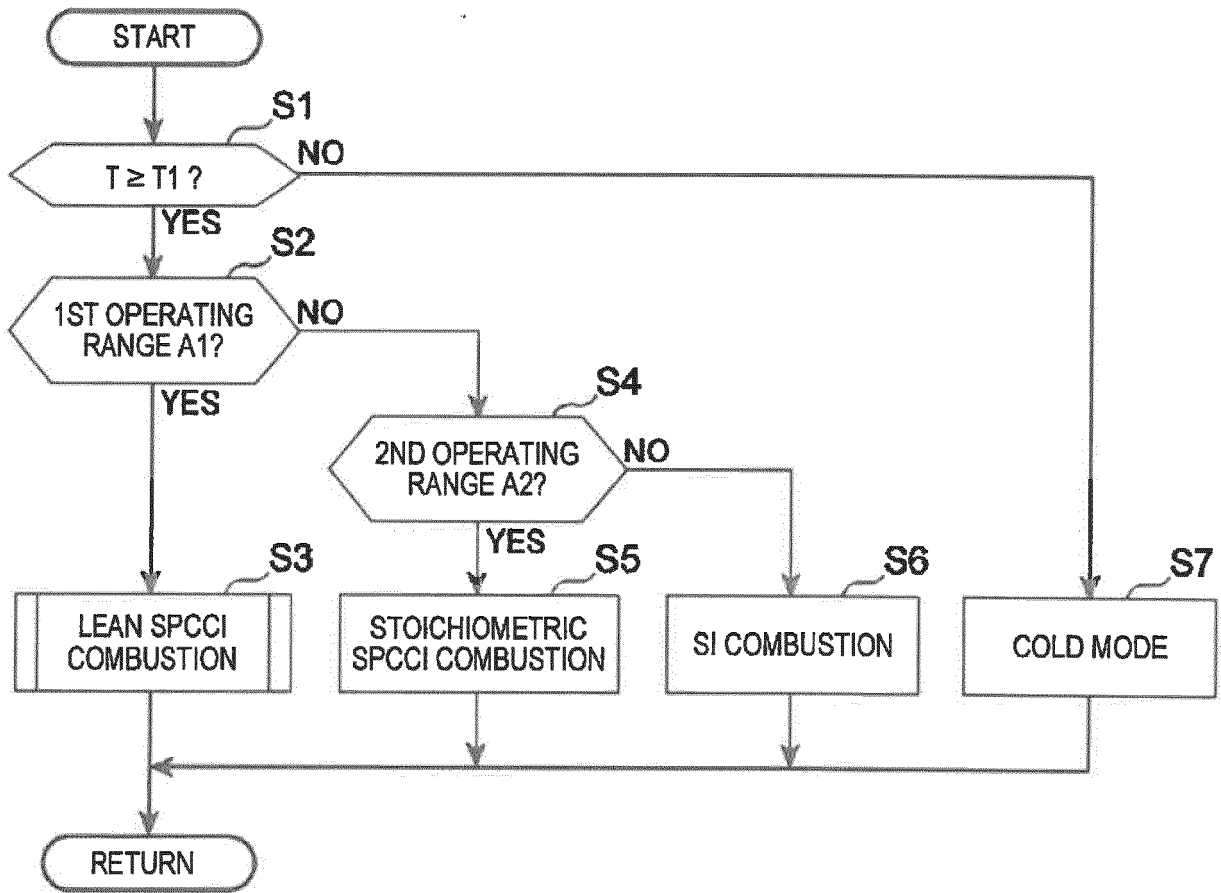 START
S1
T ≥ T1 ?
NO
YES
S2
1ST OPERATING
RANGE A1?
NO
YES
S4
2ND OPERATING
RANGE A2?
NO
YES
S3
LEAN SPCCI
COMBUSTION
S5
STOICHIOMETRIC
SPCCI COMBUSTION
S6
SI COMBUSTION
S7
COLD MODE
RETURN